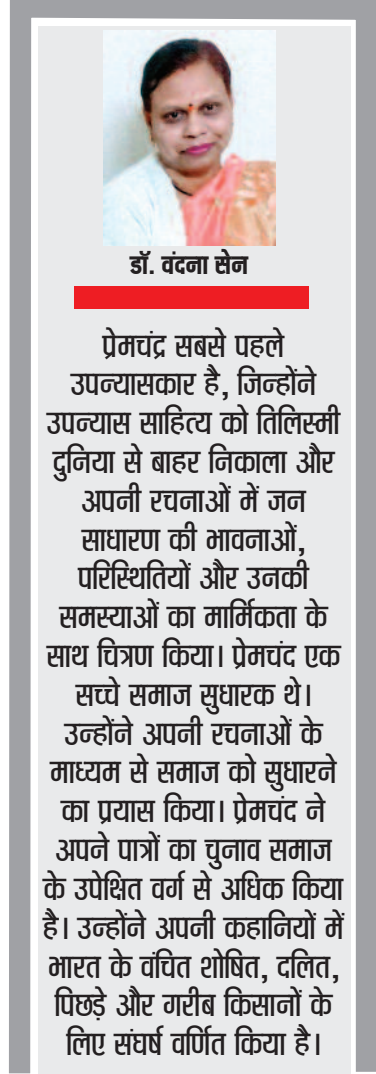 डॉ. वंदना सेन
प्रेमचंद्र सबसे पहले
उपन्यासकार है, जिन्होंने
उपन्यास साहित्य को तिलिस्मी
दुनिया से बाहर निकाला और
अपनी रचनाओं में जन
साधारण की भावनाओं,
परिस्थितियों और उनकी
समस्याओं का मार्मिकता के
साथ चित्रण किया। प्रेमचंद एक
सच्चे समाज सुधारक थे।
उन्होंने अपनी रचनाओं के
माध्यम से समाज को सुधारने
का प्रयास किया। प्रेमचंद ने
अपने पात्रों का चुनाव समाज
के उपेक्षित वर्ग से अधिक किया
है। उन्होंने अपनी कहानियों में
भारत के वंचित शोषित, दलित,
पिछड़े और गरीब किसानों के
लिए संघर्ष वर्णित किया है।